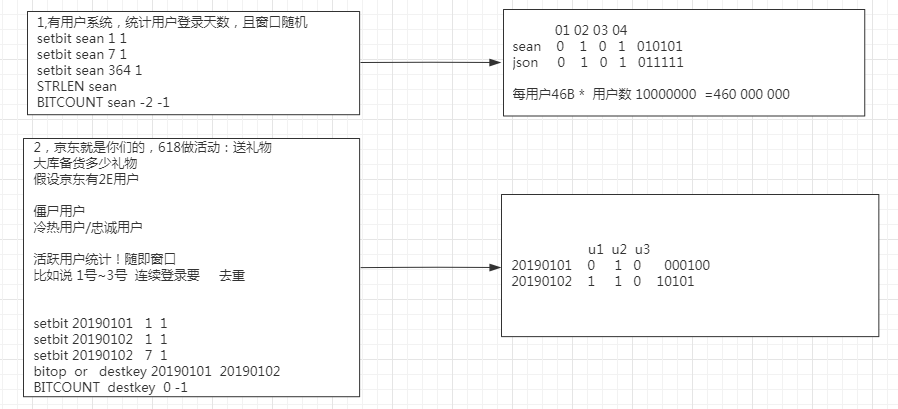 1,有用户系统，统计用户登录天数，且窗口随机
setbit sean 1 1
setbit sean 7 1
setbit sean 364 1
STRLEN sean
BITCOUNT sean -2 -1
01 02 03 04
sean 0 1 0 1 010101
json 0 1 0 1 011111
每用户46B * 用户数 10000000 =460 000 000
2，京东就是你们的，618做活动：送礼物
大库备货多少礼物
假设京东有2E用户
僵尸用户
冷热用户/忠诚用户
活跃用户统计！随即窗口
比如说 1号~3号 连续登录要 去重
setbit 20190101 1 1
setbit 20190102 1 1
setbit 20190102 7 1
bitop or destkey 20190101 20190102
BITCOUNT destkey 0 -1
u1 u2 u3
20190101 0 1 0 000100
20190102 1 1 0 10101